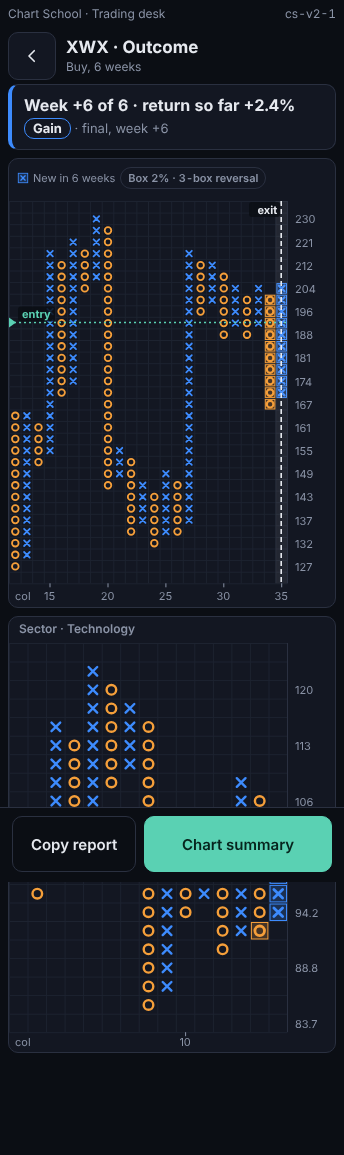 Chart School · Trading desk
cs-v2-1
XWX · Outcome
Buy, 6 weeks
Week +6 of 6 · return so far +2.4%
Gain · final, week +6
New in 6 weeks
Box 2% · 3-box reversal
exit
230
221
212
204
entry
196
188
181
174
167
161
155
149
143
137
132
127
col 15 20 25 30 35
Sector · Technology
120
113
106
Copy report
Chart summary
94.2
88.8
83.7
col 10